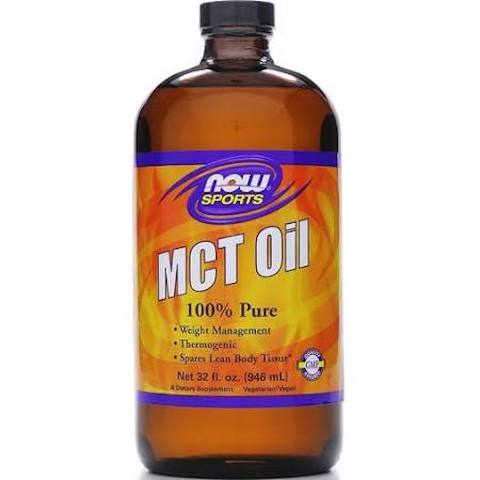 NOW
SPORTS
MCT Oil
100% Pure
• Weight Management
• Thermogenic
• Spares Lean Body Tissue*
Net 32 fl. oz. (946 mL)
A Dietary Supplement Vegetarian/Vegan
GMP